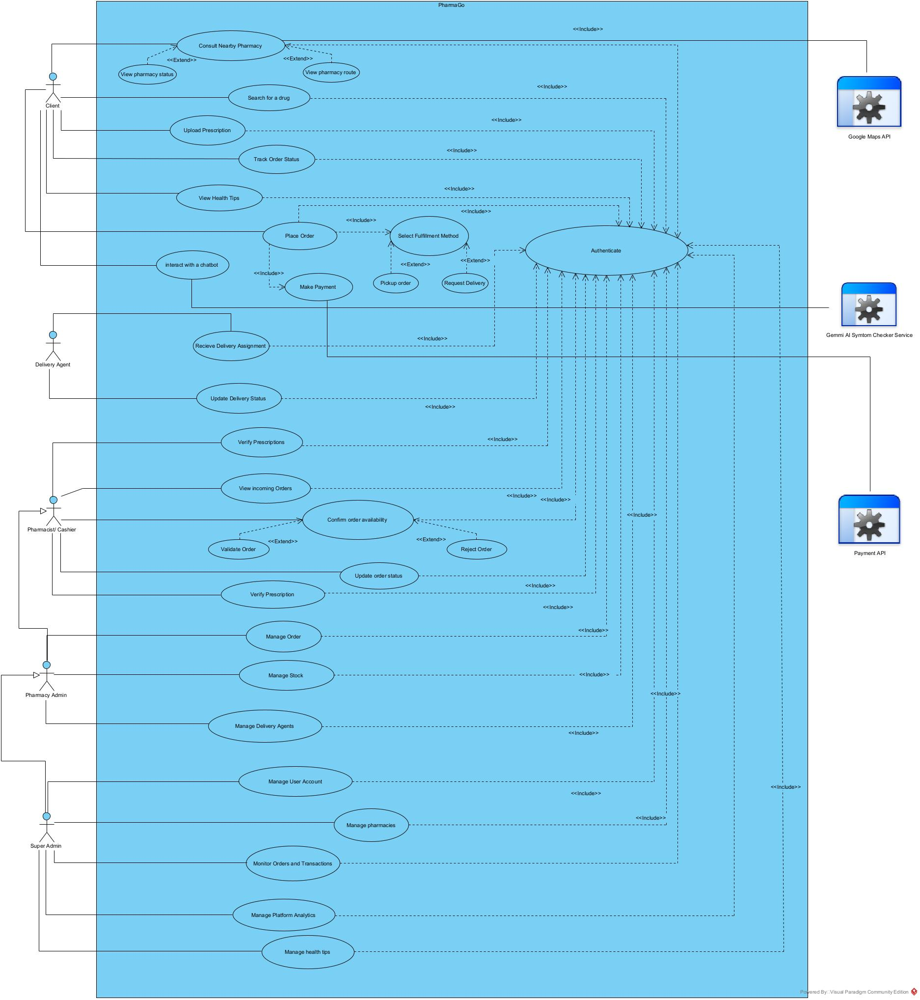 PharmaGo
<<Include>>
Consult Nearby Pharmacy
<<Extend>>
<<Extend>>
View pharmacy status
View pharmacy route
<<Include>>
Search for a drug
Client
<<Include>>
Upload Prescription
Google Maps API
<<Include>>
Track Order Status
<<Include>>
View Health Tips
<<Include>>
<<Include>>
Place Order
Select Fulfillment Method
Authenticate
interact with a chatbot
<<Extend>>
<<Extend>>
<<Include>>
Pickup order
Request Delivery
Make Payment
Gemmi AI Symtom Checker Service
<<Include>>
Recieve Delivery Assignment
Delivery Agent
Update Delivery Status
<<Include>>
Verify Prescriptions
<<Include>>
View incoming Orders
<<Include>>
<<Include>>
<<Include>>
Confirm order availability
Pharmacist/ Cashier
<<Extend>>
<<Extend>>
Validate Order
Reject Order
Payment API
Update order status
<<Include>>
Verify Prescription
<<Include>>
<<Include>>
Manage Order
Manage Stock
<<Include>>
Pharmacy Admin
<<Include>>
Manage Delivery Agents
<<Include>>
Manage User Account
<<Include>>
<<Include>>
<<Include>>
Manage pharmacies
Super Admin
Monitor Orders and Transactions
Manage Platform Analytics
Manage health tips
Powered By Visual Paradigm Community Edition